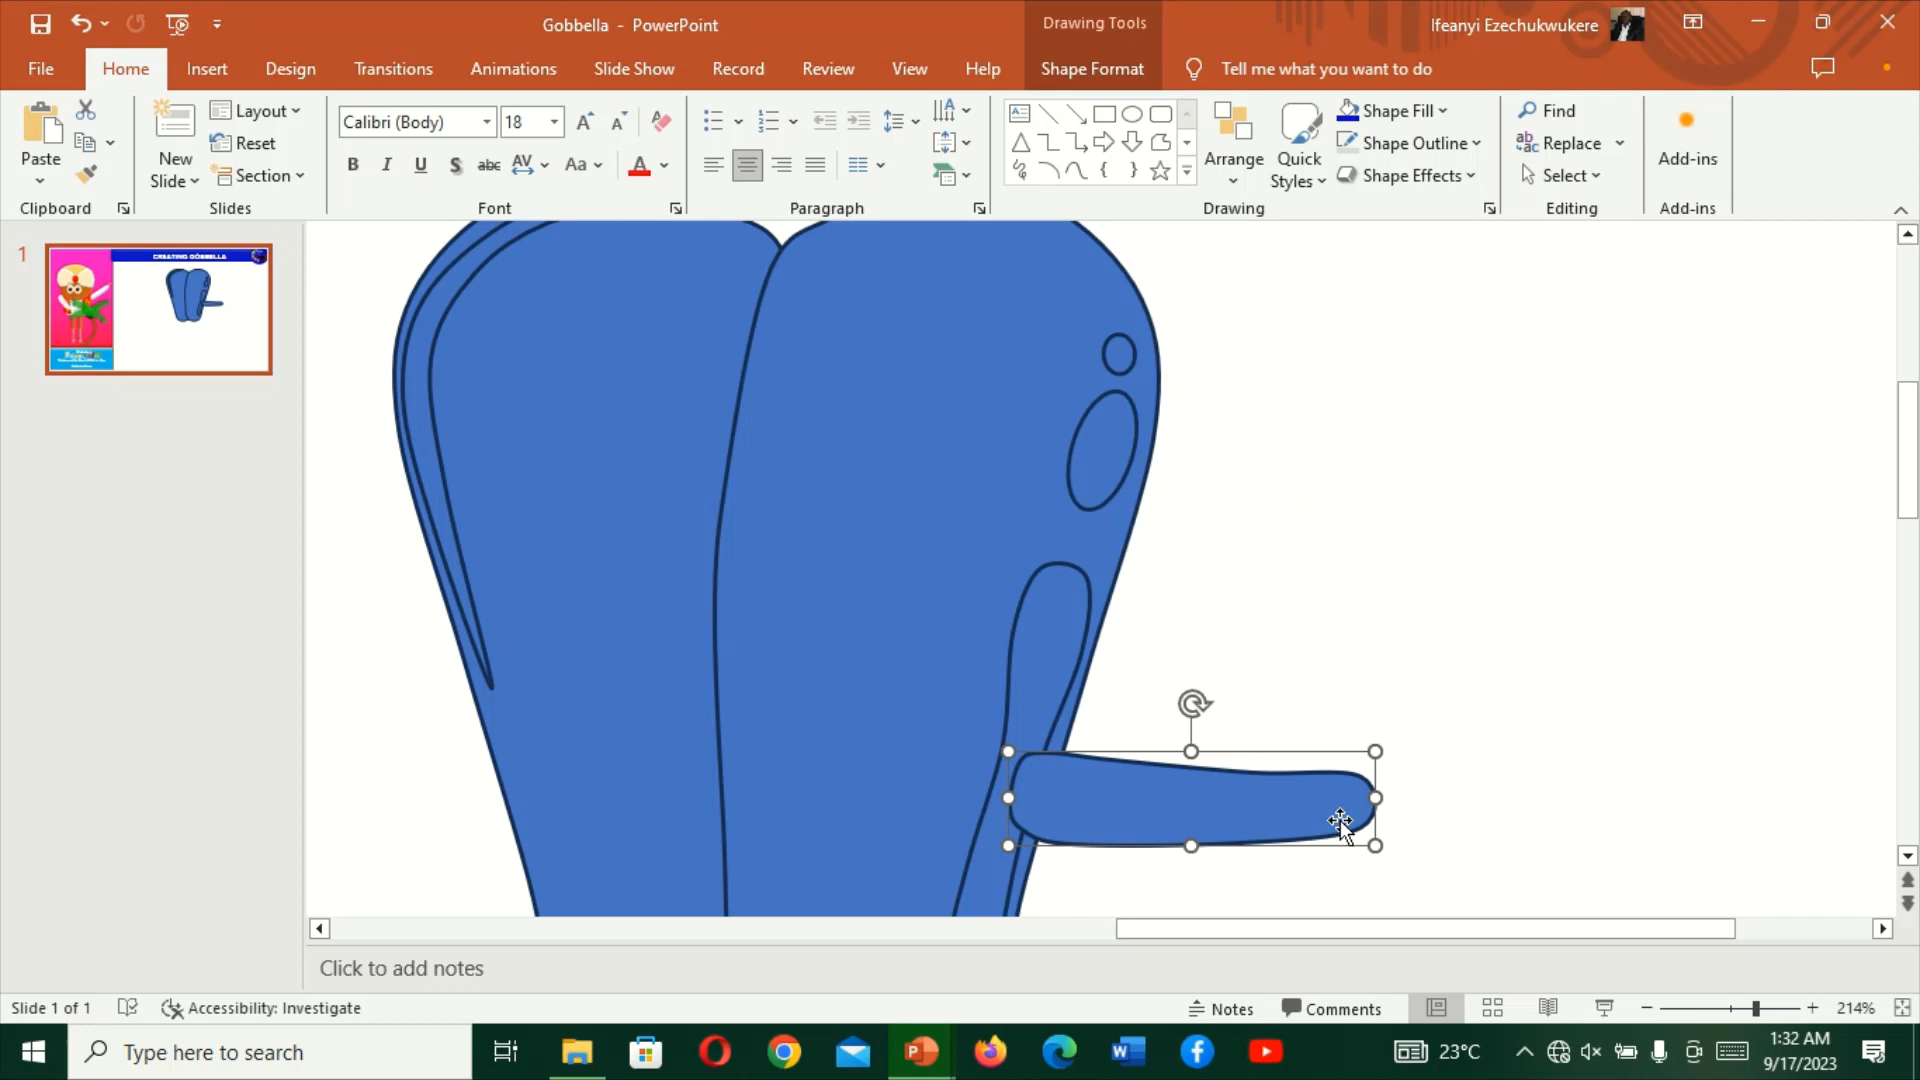 Gobbella - PowerPoint
Drawing Tools
Ifeanyi Ezechukwukere
File
Home
Insert
Design
Transitions
Animations
Slide Show
Record
Review
View
Help
Shape Format
Tell me what you want to do
Paste
New Slide
Layout
Reset
Section
Calibri (Body)
18
B I U S abc AV Aa A
Arrange
Quick Styles
Shape Fill
Shape Outline
Shape Effects
Find
Replace
Select
Add-ins
Clipboard
Slides
Font
Paragraph
Drawing
Editing
Add-ins
1
CREATING GOBBELLA
Click to add notes
Slide 1 of 1
Accessibility: Investigate
Notes
Comments
214%
Type here to search
23°C
1:32 AM
9/17/2023